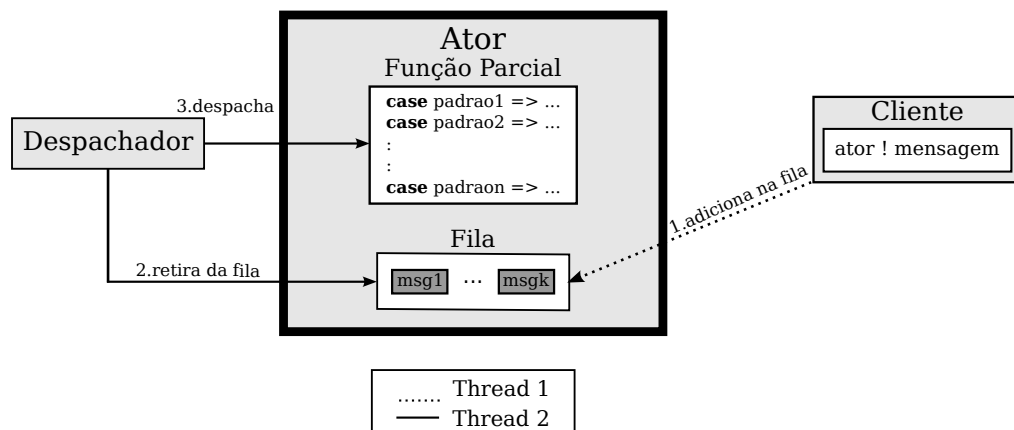 Ator
Função Parcial
case padrao1 => ...
case padrao2 => ...
:
:
case padraon => ...
3.despacha
Despachador
Cliente
ator ! mensagem
1.adiciona na fila
Fila
2.retira da fila
msg1 ... msgk
Thread 1
Thread 2